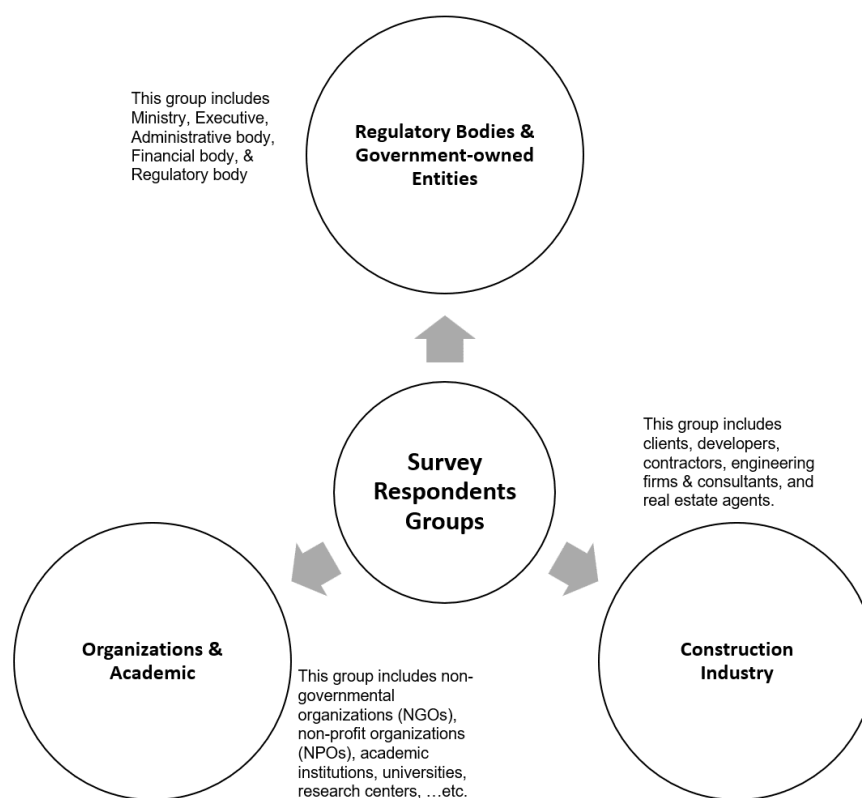 This group includes
Ministry, Executive,
Administrative body,
Financial body, &
Regulatory body
Regulatory Bodies &
Government-owned
Entities
Survey
Respondents
Groups
This group includes
clients, developers,
contractors, engineering
firms & consultants, and
real estate agents.
Organizations &
Academic
This group includes non-
governmental
organizations (NGOs),
non-profit organizations
(NPOs), academic
institutions, universities,
research centers, ...etc.
Construction
Industry